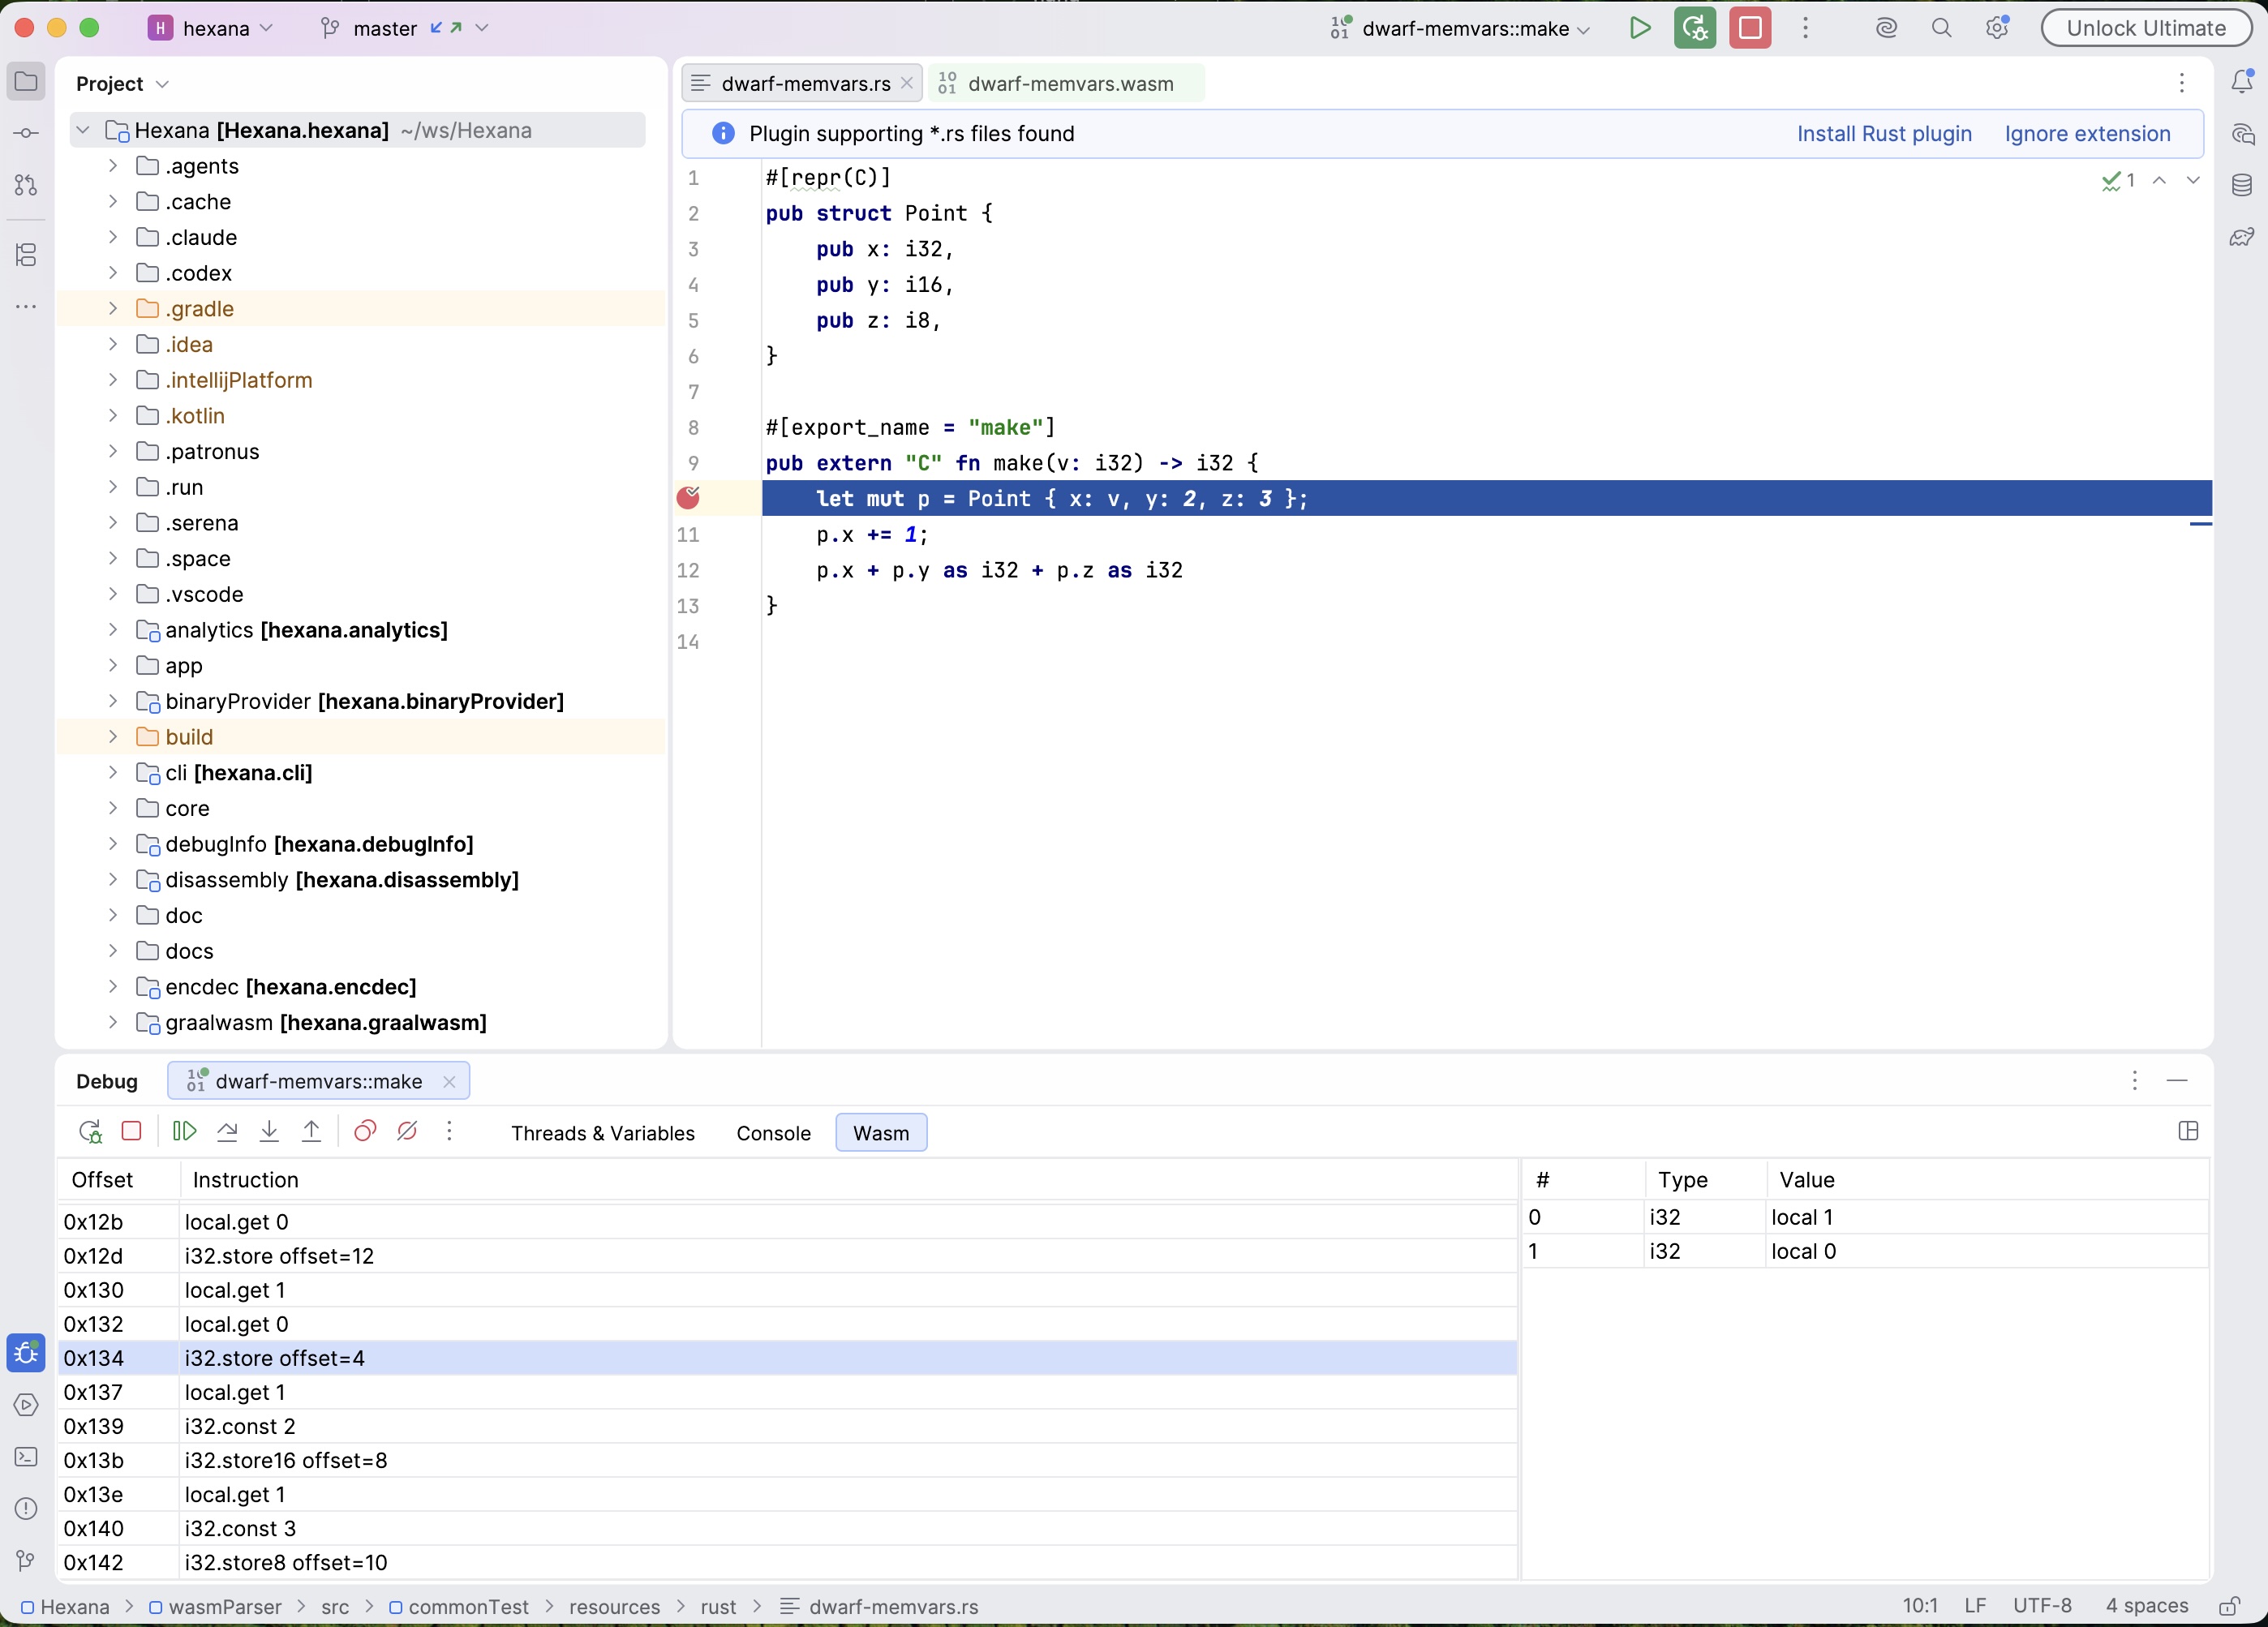 H hexana master dwarf-memvars::make Unlock Ultimate
Project
Hexana [Hexana.hexana] ~/ws/Hexana
.agents
.cache
.claude
.codex
.gradle
.idea
.intellijPlatform
.kotlin
.patronus
.run
.serena
.space
.vscode
analytics [hexana.analytics]
app
binaryProvider [hexana.binaryProvider]
build
cli [hexana.cli]
core
debugInfo [hexana.debugInfo]
disassembly [hexana.disassembly]
doc
docs
encdec [hexana.encdec]
graalwasm [hexana.graalwasm]
dwarf-memvars.rs dwarf-memvars.wasm
Plugin supporting *.rs files found Install Rust plugin Ignore extension
1 #[repr(C)] 1
2 pub struct Point {
3 pub x: i32,
4 pub y: i16,
5 pub z: i8,
6 }
7
8 #[export_name = "make"]
9 pub extern "C" fn make(v: i32) -> i32 {
let mut p = Point { x: v, y: 2, z: 3 };
11 p.x += 1;
12 p.x + p.y as i32 + p.z as i32
13 }
14
Debug dwarf-memvars::make
Threads & Variables Console Wasm
Offset Instruction
0x12b local.get 0
0x12d i32.store offset=12
0x130 local.get 1
0x132 local.get 0
0x134 i32.store offset=4
0x137 local.get 1
0x139 i32.const 2
0x13b i32.store16 offset=8
0x13e local.get 1
0x140 i32.const 3
0x142 i32.store8 offset=10
# Type Value
0 i32 local 1
1 i32 local 0
Hexana > wasmParser > src > commonTest > resources > rust > dwarf-memvars.rs 10:1 LF UTF-8 4 spaces